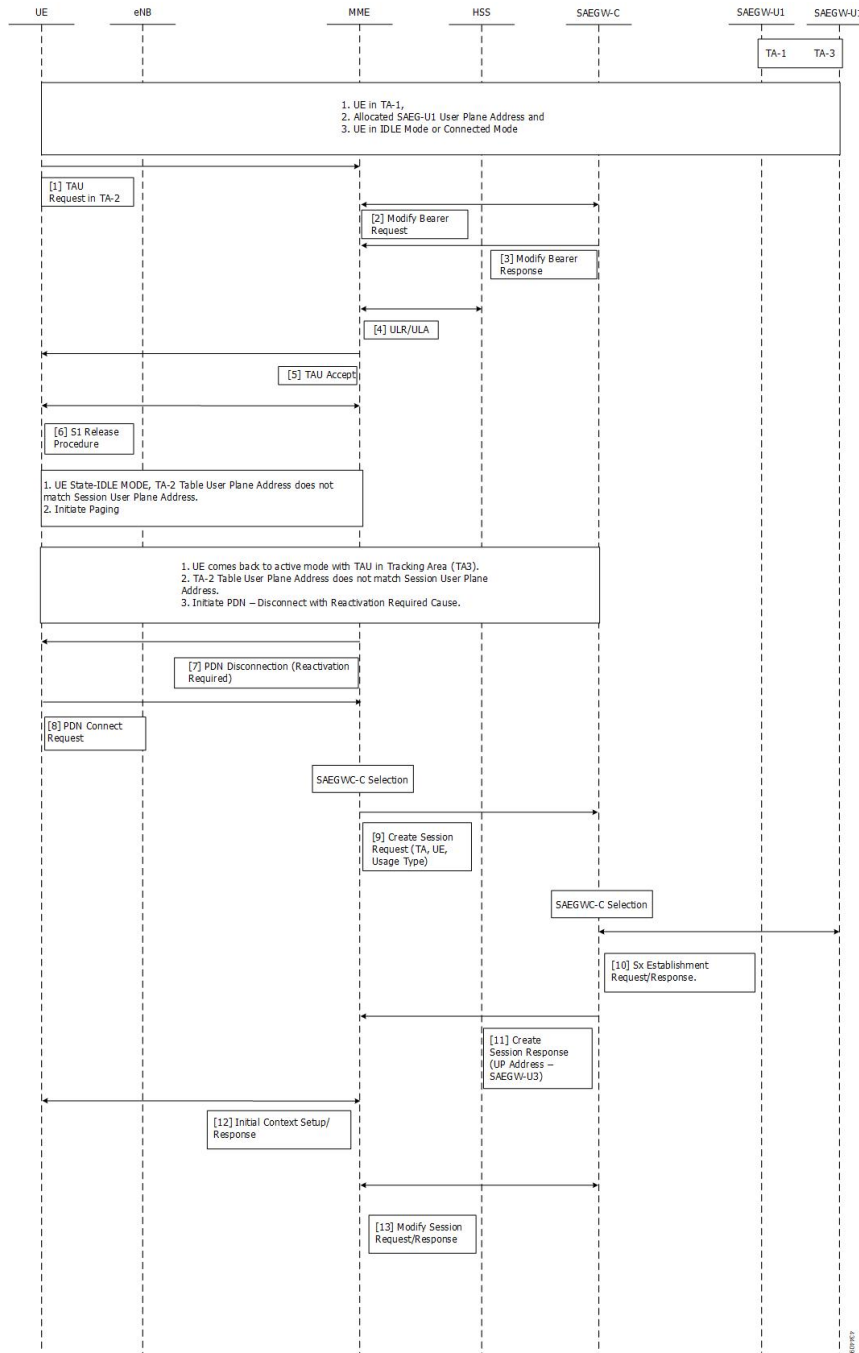 UE eNB MME HSS SAEGW-C SAEGW-U1 SAEGW-U1
TA-1 TA-3
1. UE in TA-1,
2. Allocated SAEG-U1 User Plane Address and
3. UE in IDLE Mode or Connected Mode
[1] TAU
Request in TA-2
[2] Modify Bearer
Request
[3] Modify Bearer
Response
[4] ULR/ULA
[5] TAU Accept
[6] S1 Release
Procedure
1. UE State-IDLE MODE, TA-2 Table User Plane Address does not
match Session User Plane Address.
2. Initiate Paging
1. UE comes back to active mode with TAU in Tracking Area (TA3).
2. TA-2 Table User Plane Address does not match Session User Plane
Address.
3. Initiate PDN – Disconnect with Reactivation Required Cause.
[7] PDN Disconnection (Reactivation
Required)
[8] PDN Connect
Request
SAEGWC-C Selection
[9] Create Session
Request (TA, UE,
Usage Type)
SAEGWC-C Selection
[10] Sx Establishment
Request/Response.
[11] Create
Session Response
(UP Address –
SAEGW-U3)
[12] Initial Context Setup/
Response
[13] Modify Session
Request/Response